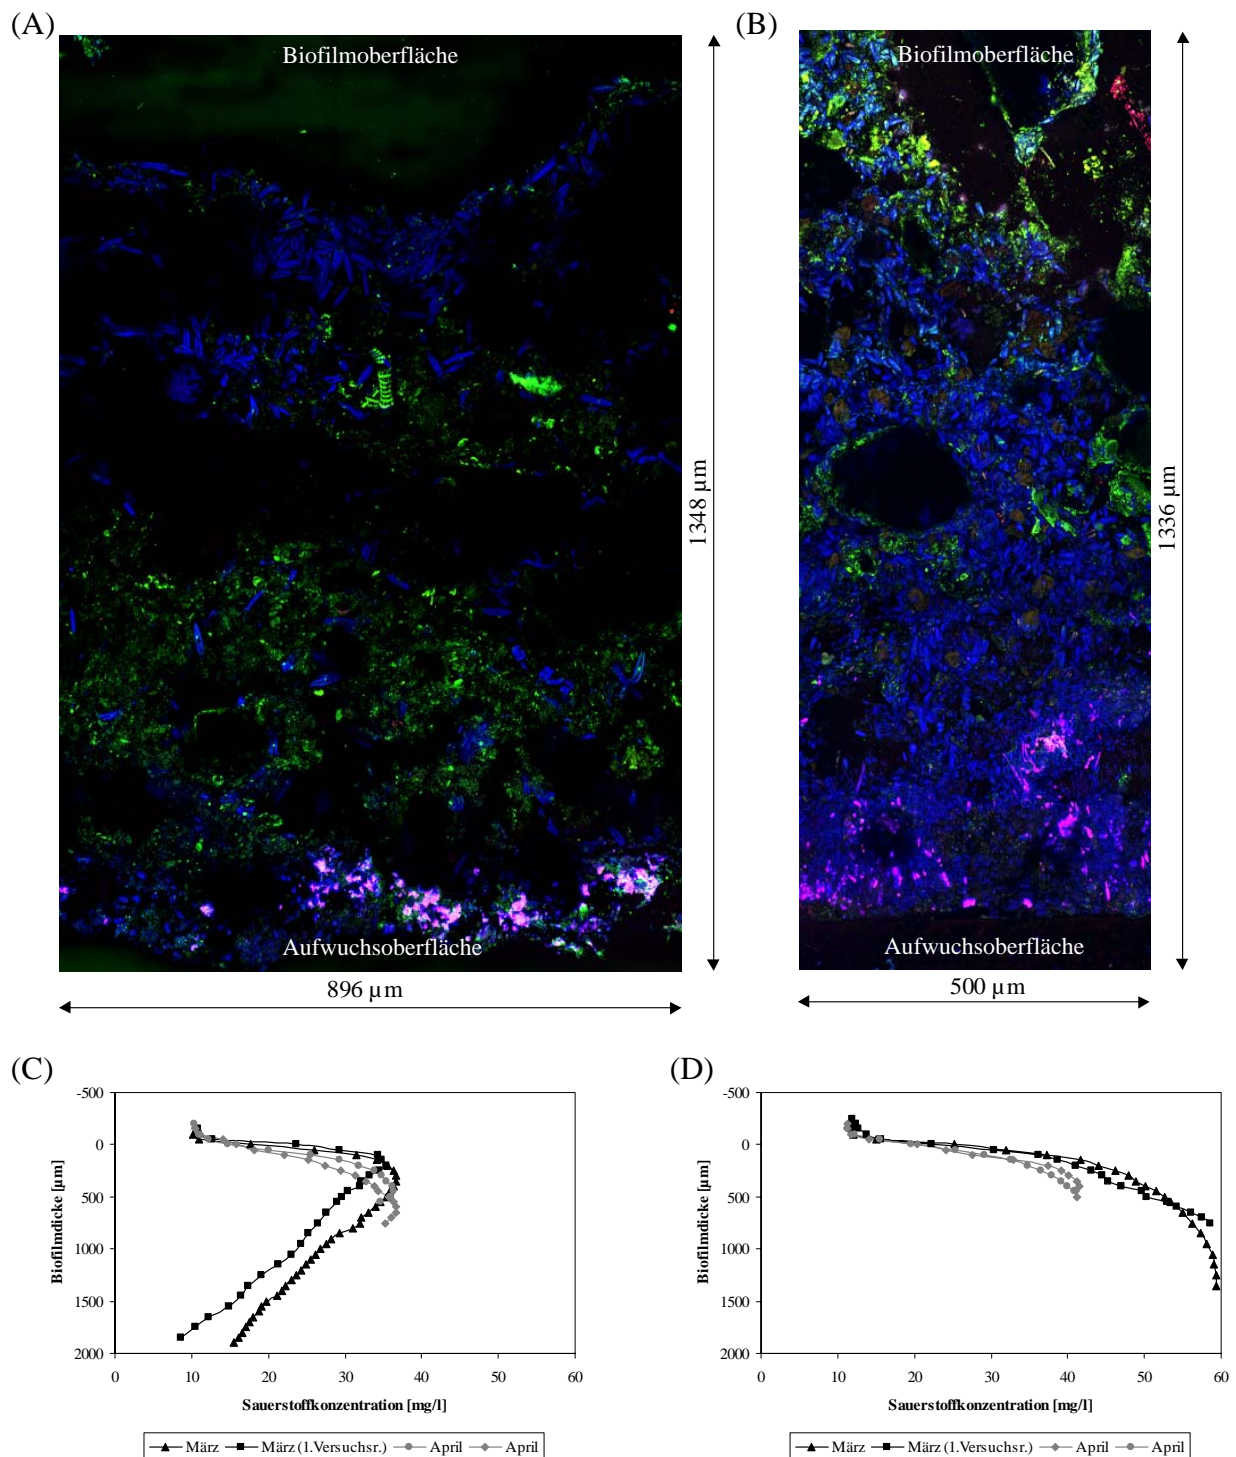 (A)
(B)
Biofilmoberfläche
Biofilmoberfläche
1348 µm
1336 µm
Aufwuchsoberfläche
Aufwuchsoberfläche
896 µm
500 µm
(C)
(D)
-500
0
500
1000
1500
2000
Biofilmdicke [µm]
0 10 20 30 40 50 60
Sauerstoffkonzentration [mg/l]
März März (1.Versuchsr.) April April
-500
0
500
1000
1500
2000
Biofilmdicke [µm]
0 10 20 30 40 50 60
Sauerstoffkonzentration [mg/l]
März März (1.Versuchsr.) April April